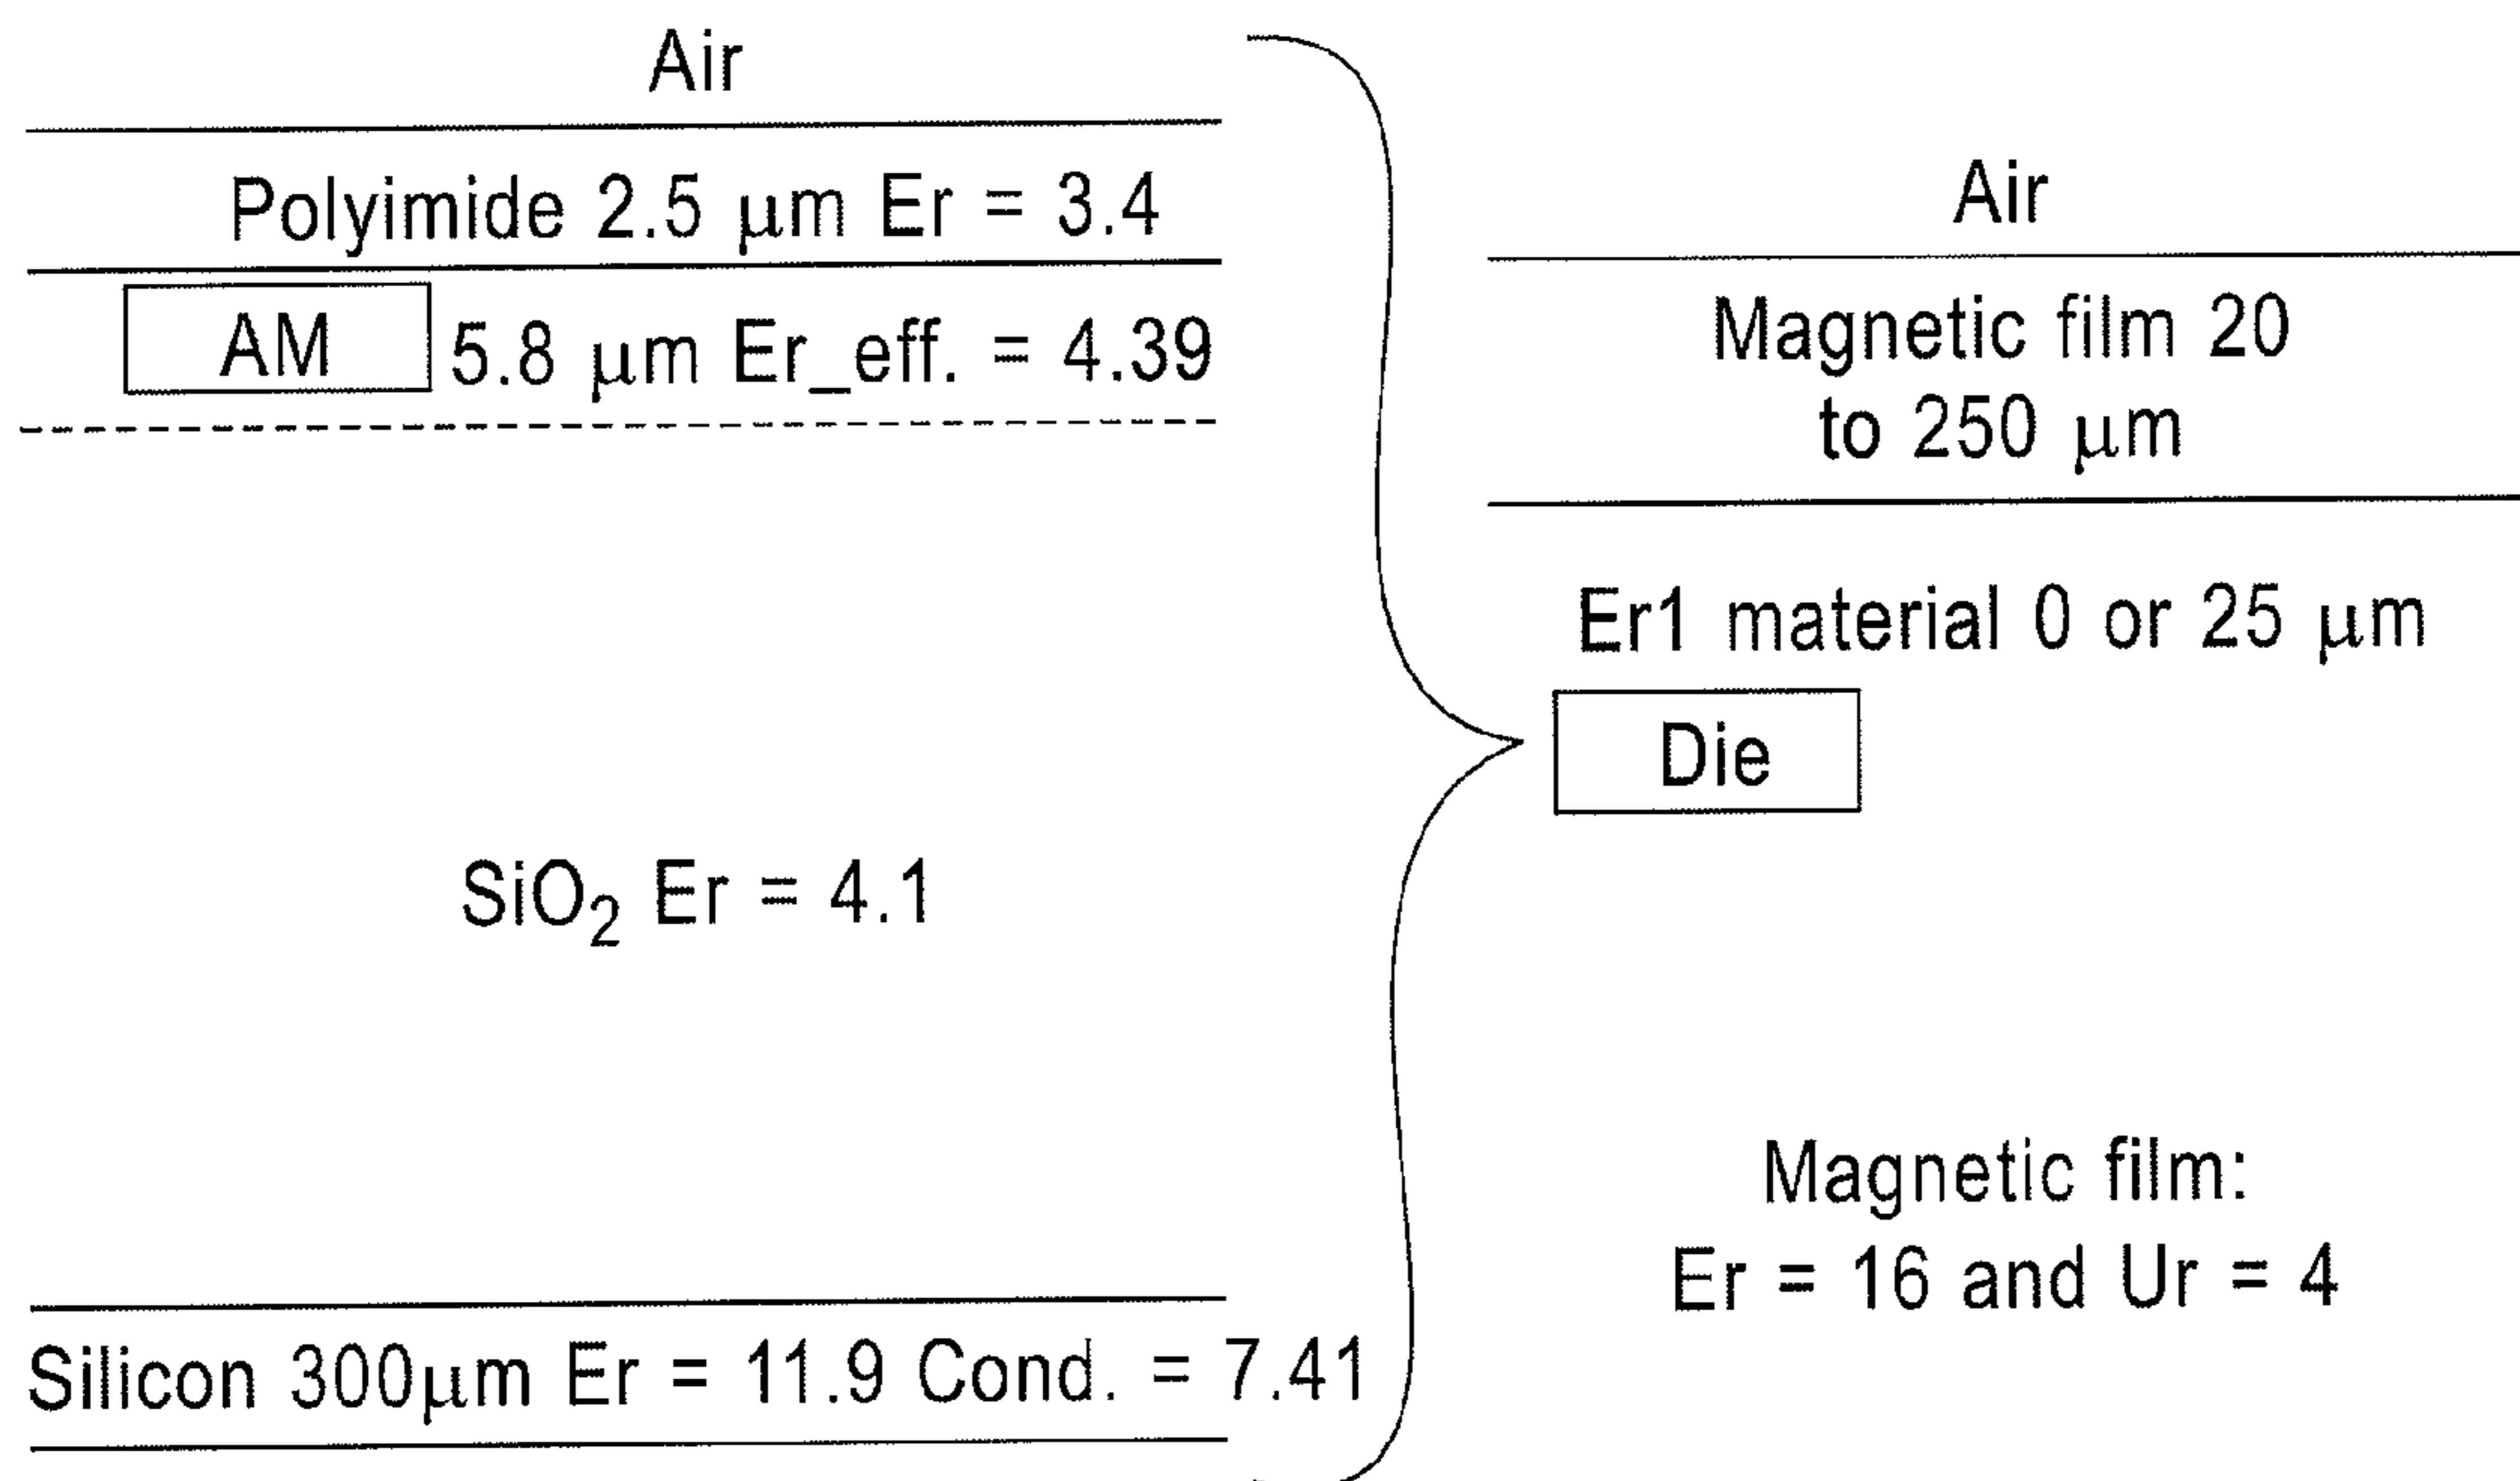 Air
Polyimide 2.5 μm Er = 3.4
AM 5.8 μm Er_eff. = 4.39
SiO₂ Er = 4.1
Silicon 300μm Er = 11.9 Cond. = 7.41
Air
Magnetic film 20
to 250 μm
Er1 material 0 or 25 μm
Die
Magnetic film:
Er = 16 and Ur = 4